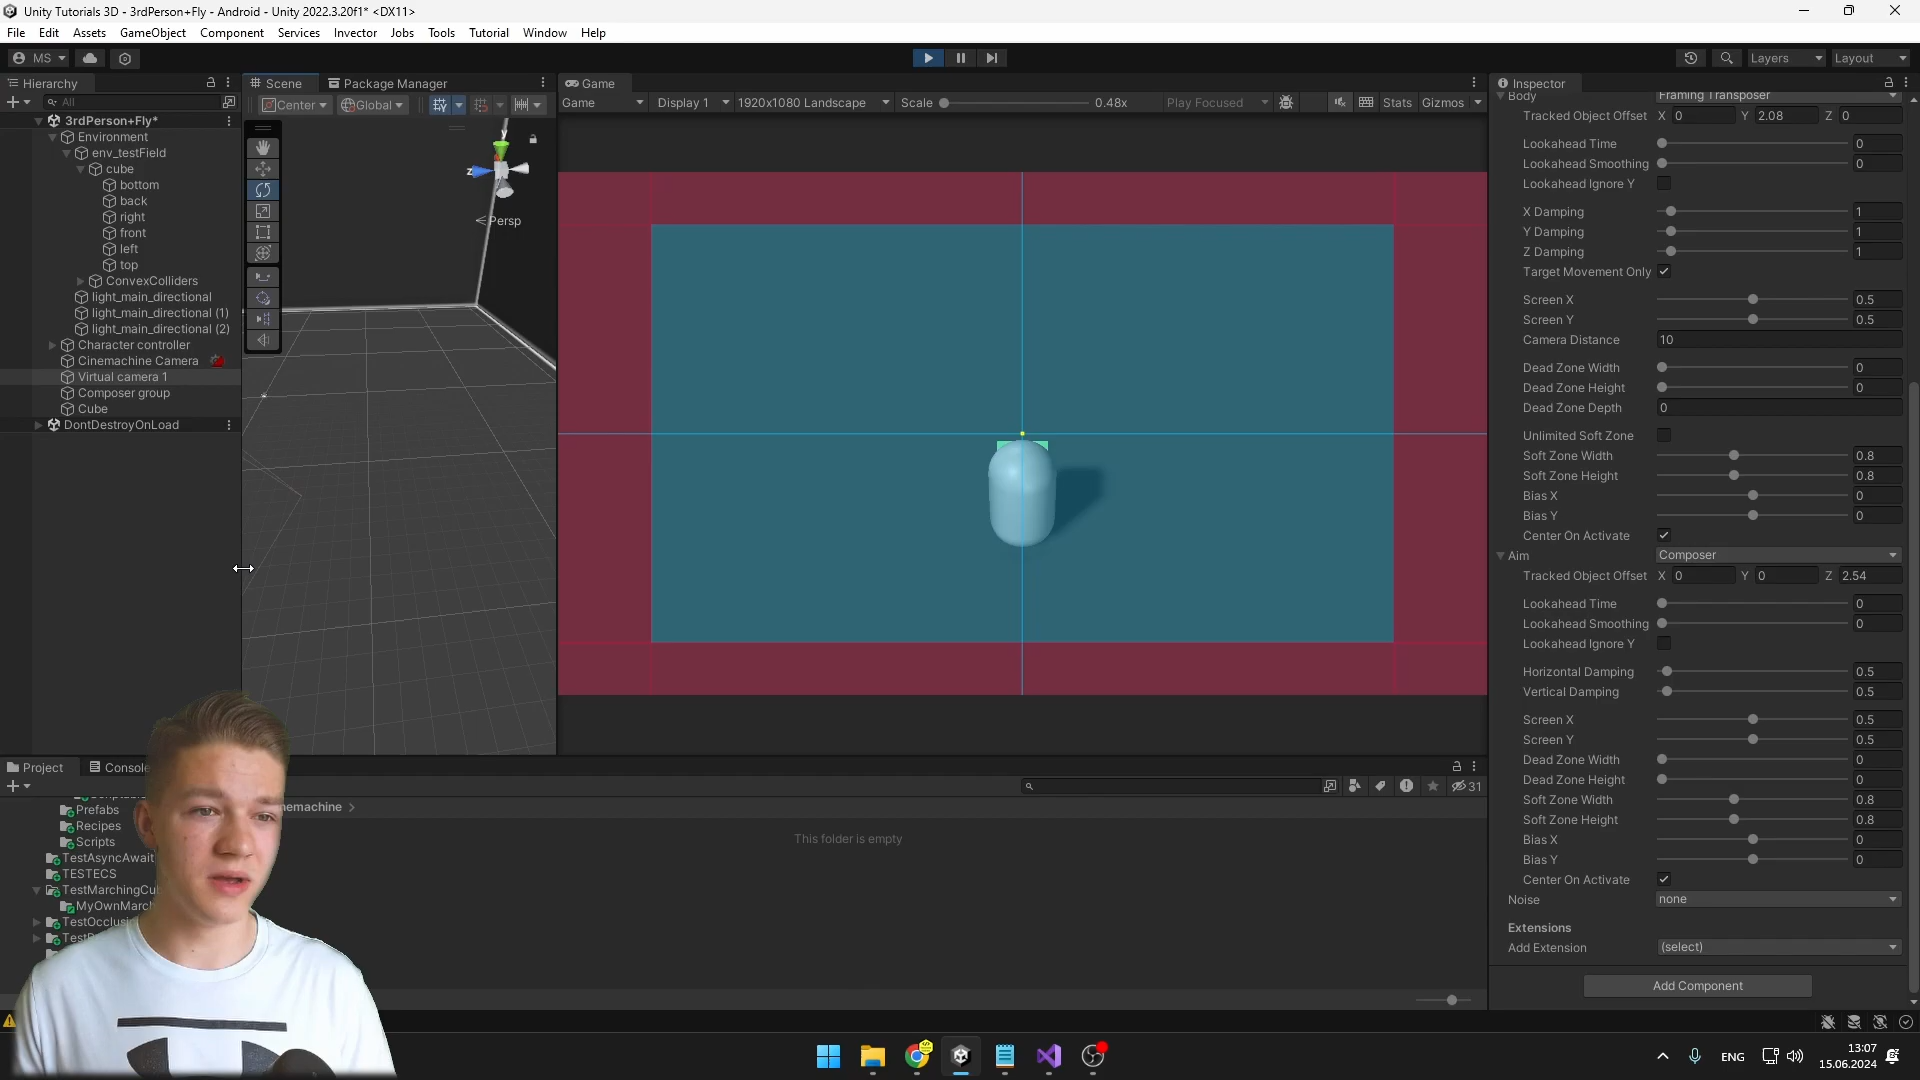 Unity Tutorials 3D - 3rdPerson+Fly - Android - Unity 2022.3.20f1* <DX11>
File Edit Assets GameObject Component Services Invector Jobs Tools Tutorial Window Help
MS Layers Layout
Hierarchy Scene Package Manager Game Inspector
All Center Global Game Display 1 1920x1080 Landscape Scale 0.48x Play Focused Stats Gizmos
3rdPerson+Fly*
Environment
env_testField
cube
bottom
back
right
front
left
top
ConvexColliders
light_main_directional
light_main_directional (1)
light_main_directional (2)
Character controller
Cinemachine Camera
Virtual camera 1
Composer group
Cube
DontDestroyOnLoad
y
z
Persp
Body Framing Transposer
Tracked Object Offset X 0 Y 2.08 Z 0
Lookahead Time 0
Lookahead Smoothing 0
Lookahead Ignore Y
X Damping 1
Y Damping 1
Z Damping 1
Target Movement Only
Screen X 0.5
Screen Y 0.5
Camera Distance 10
Dead Zone Width 0
Dead Zone Height 0
Dead Zone Depth 0
Unlimited Soft Zone
Soft Zone Width 0.8
Soft Zone Height 0.8
Bias X 0
Bias Y 0
Center On Activate
Aim Composer
Tracked Object Offset X 0 Y 0 Z 2.54
Lookahead Time 0
Lookahead Smoothing 0
Lookahead Ignore Y
Horizontal Damping 0.5
Vertical Damping 0.5
Screen X 0.5
Screen Y 0.5
Dead Zone Width 0
Dead Zone Height 0
Soft Zone Width 0.8
Soft Zone Height 0.8
Bias X 0
Bias Y 0
Center On Activate
Noise none
Extensions
Add Extension (select)
Add Component
Project Console
31
nemachine >
This folder is empty
Prefabs
Recipes
Scripts
TestAsyncAwait
TESTECS
TestMarchingCu
MyOwnMarc
TestOcclusi
ENG
13:07
15.06.2024